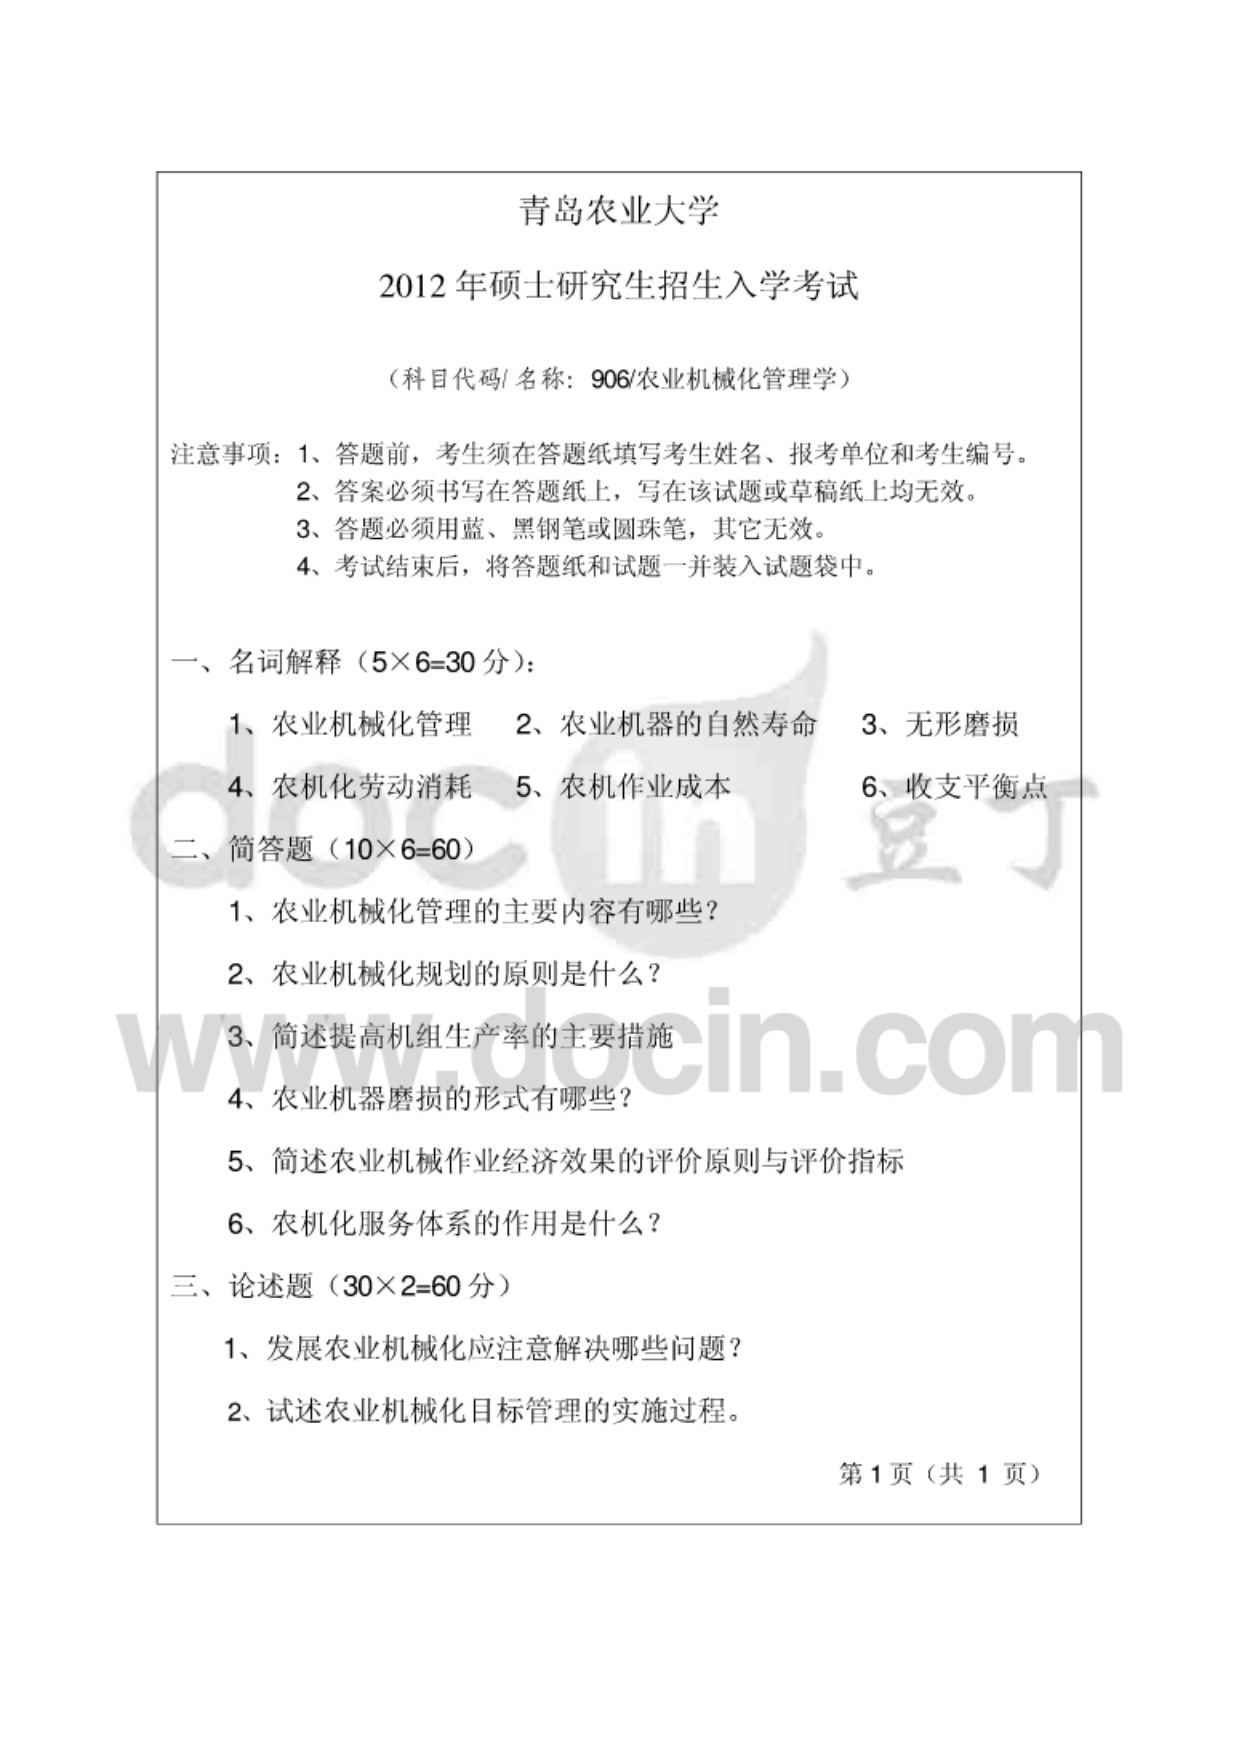 青岛农业大学
2012 年硕士研究生招生入学考试
（科目代码/ 名称：906/农业机械化管理学）
注意事项：1、答题前，考生须在答题纸填写考生姓名、报考单位和考生编号。
2、答案必须书写在答题纸上，写在该试题或草稿纸上均无效。
3、答题必须用蓝、黑钢笔或圆珠笔，其它无效。
4、考试结束后，将答题纸和试题一并装入试题袋中。
一、名词解释（5×6=30 分）：
1、农业机械化管理 2、农业机器的自然寿命 3、无形磨损
4、农机化劳动消耗 5、农机作业成本 6、收支平衡点
docin 豆丁
二、简答题（10×6=60）
1、农业机械化管理的主要内容有哪些？
2、农业机械化规划的原则是什么？
3、简述提高机组生产率的主要措施
www.docin.com
4、农业机器磨损的形式有哪些？
5、简述农业机械作业经济效果的评价原则与评价指标
6、农机化服务体系的作用是什么？
三、论述题（30×2=60 分）
1、发展农业机械化应注意解决哪些问题？
2、试述农业机械化目标管理的实施过程。
第 1 页（共 1 页）